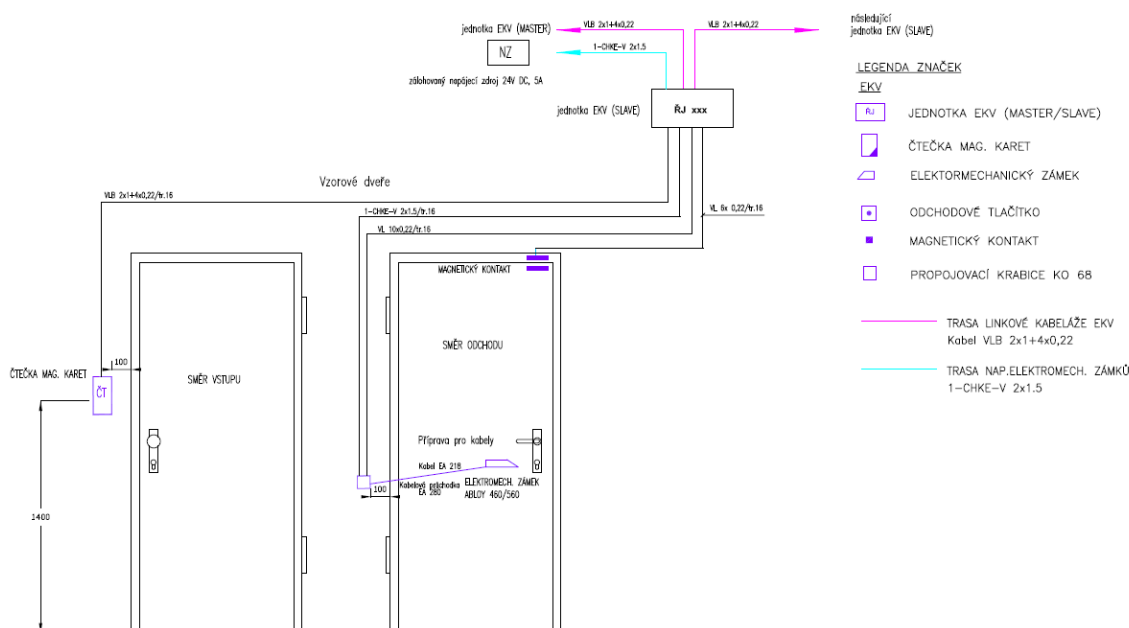 VLB 2x1+4x0,22
VLB 2x1+4x0,22
následující
jednotka EKV (SLAVE)
jednotka EKV (MASTER)
NZ
1-CHKE-V 2x1.5
zálohovaný napájecí zdroj 24V DC, 5A
jednotka EKV (SLAVE)
ŘJ xxx
LEGENDA ZNAČEK
EKV
ŘJ
JEDNOTKA EKV (MASTER/SLAVE)
ČTEČKA MAG. KARET
ELEKTORMECHANICKÝ ZÁMEK
ODCHODOVÉ TLAČÍTKO
MAGNETICKÝ KONTAKT
PROPOJOVACÍ KRABICE KO 68
TRASA LINKOVÉ KABELÁŽE EKV
Kabel VLB 2x1+4x0,22
TRASA NAP.ELEKTROMECH. ZÁMKŮ
1-CHKE-V 2x1.5
Vzorové dveře
VLB 2x1+4x0,22/tr.16
1-CHKE-V 2x1.5/tr.16
VL 6x 0,22/tr.16
VL 10x0,22/tr.16
MAGNETICKÝ KONTAKT
SMĚR ODCHODU
100
ČTEČKA MAG. KARET
ČT
SMĚR VSTUPU
Příprava pro kabely
Kabel EA 218
Kabelová průchodka
EA 280
ELEKTROMECH. ZÁMEK
ABLOY 460/560
100
1400